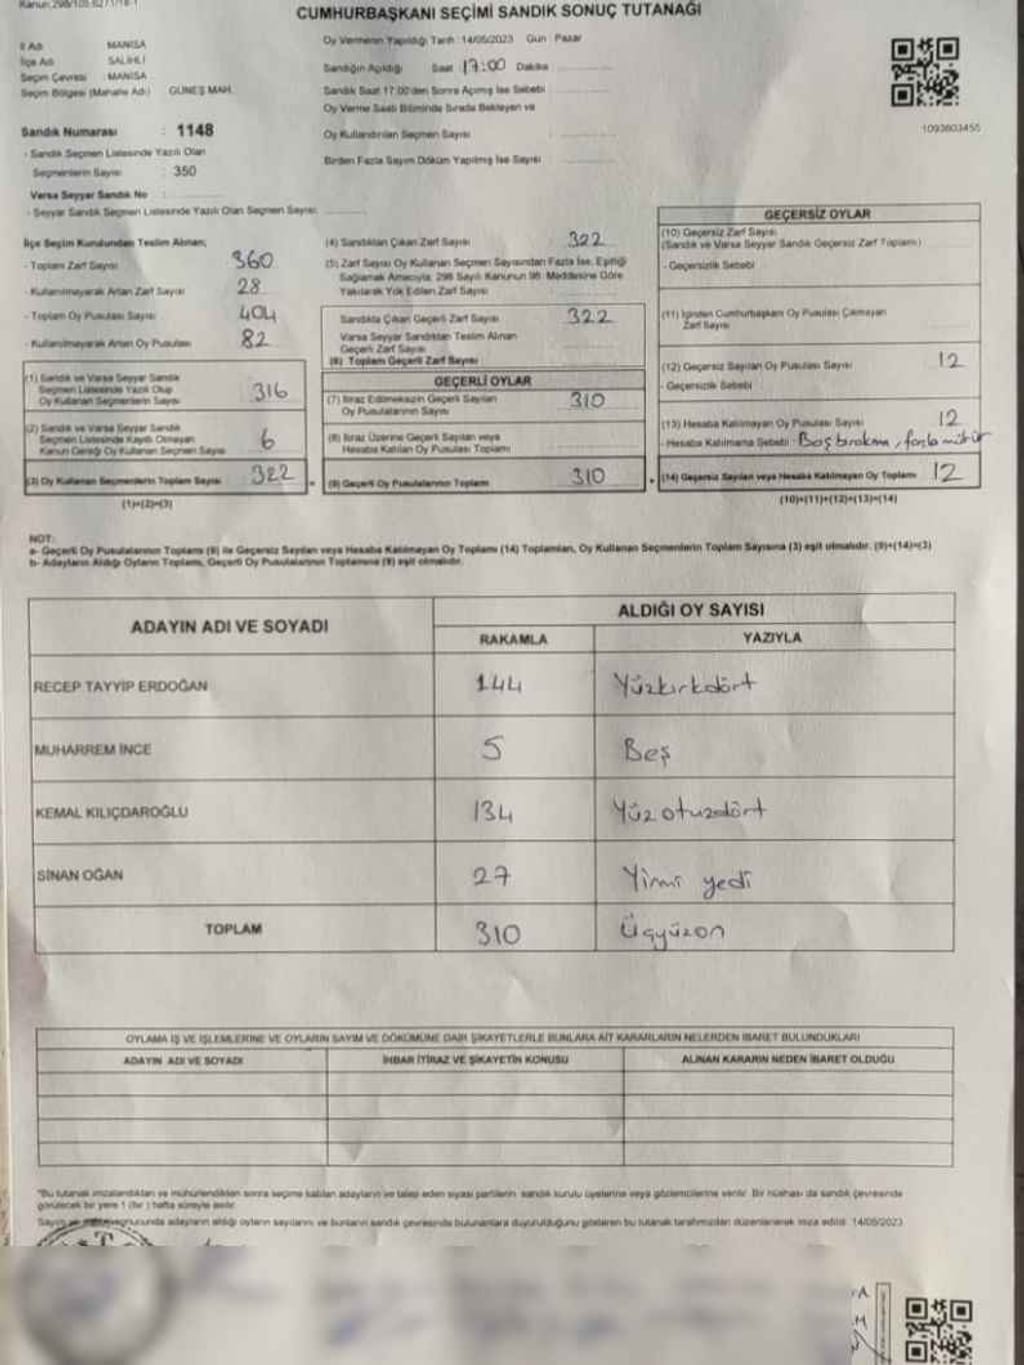 CUMHURBAŞKANI SEÇİMİ SANDIK SONUÇ TUTANAĞI
İl Adı : MANİSA
İlçe Adı : SALİHLİ
Seçim Çevresi : MANİSA
Seçim Bölgesi (Mahalle Adı) : GÜNEŞ MAH.
Sandık Numarası : 1148
- Sandık Seçmen Listesinde Yazılı Olan
Seçmenlerin Sayısı : 350
Varsa Seyyar Sandık No :
- Seyyar Sandık Seçmen Listesinde Yazılı Olan Seçmen Sayısı:
Oy Vermenin Yapıldığı Tarih : 14/05/2023 Gün : Pazar
Sandığın Açıldığı Saat 17:00 Dakika
Sandık Saat 17:00'den Sonra Açılmış İse Sebebi
Oy Verme Saati Bitiminde Sırada Bekleyen ve
Oy Kullandırılan Seçmen Sayısı :
Birden Fazla Sayım Döküm Yapılmış İse Sayısı :
1093803455
İlçe Seçim Kurulundan Teslim Alınan;
- Toplam Zarf Sayısı 360
- Kullanılmayarak Artan Zarf Sayısı 28
- Toplam Oy Pusulası Sayısı 404
- Kullanılmayarak Artan Oy Pusulası 82
(1) Sandık ve Varsa Seyyar Sandık
Seçmen Listesinde Yazılı Olup
Oy Kullanan Seçmenlerin Sayısı 316
(2) Sandık ve Varsa Seyyar Sandık
Seçmen Listesinde Kayıtlı Olmayan
Kanun Gereği Oy Kullanan Seçmen Sayısı 6
(3) Oy Kullanan Seçmenlerin Toplam Sayısı 322
(1)+(2)=(3)
(4) Sandıktan Çıkan Zarf Sayısı 322
(5) Zarf Sayısı Oy Kullanan Seçmen Sayısından Fazla İse, Eşitliği
Sağlamak Amacıyla; 298 Sayılı Kanunun 98. Maddesine Göre
Yakılarak Yok Edilen Zarf Sayısı
Sandıkta Çıkan Geçerli Zarf Sayısı 322
Varsa Seyyar Sandıktan Teslim Alınan
Geçerli Zarf Sayısı
(6) Toplam Geçerli Zarf Sayısı
GEÇERLİ OYLAR
(7) İtiraz Edilmeksizin Geçerli Sayılan
Oy Pusulalarının Sayısı 310
(8) İtiraz Üzerine Geçerli Sayılan veya
Hesaba Katılan Oy Pusulası Toplamı
(9) Geçerli Oy Pusulalarının Toplamı 310
GEÇERSİZ OYLAR
(10) Geçersiz Zarf Sayısı
(Sandık ve Varsa Seyyar Sandık Geçersiz Zarf Toplamı)
- Geçersizlik Sebebi
(11) İçinden Cumhurbaşkanı Oy Pusulası Çıkmayan
Zarf Sayısı
(12) Geçersiz Sayılan Oy Pusulası Sayısı 12
- Geçersizlik Sebebi
(13) Hesaba Katılmayan Oy Pusulası Sayısı 12
- Hesaba Katılmama Sebebi Boş bırakma, fazla mühür
(14) Geçersiz Sayılan veya Hesaba Katılmayan Oy Toplamı 12
(10)+(11)+(12)+(13)=(14)
NOT:
a- Geçerli Oy Pusulalarının Toplamı (9) ile Geçersiz Sayılan veya Hesaba Katılmayan Oy Toplamı (14) Toplamları, Oy Kullanan Seçmenlerin Toplam Sayısına (3) eşit olmalıdır. (9)+(14)=(3)
b- Adayların Aldığı Oyların Toplamı, Geçerli Oy Pusulalarının Toplamına (9) eşit olmalıdır.
ADAYIN ADI VE SOYADI ALDIĞI OY SAYISI
RAKAMLA YAZIYLA
RECEP TAYYİP ERDOĞAN 144 Yüzkırkdört
MUHARREM İNCE 5 Beş
KEMAL KILIÇDAROĞLU 134 Yüz otuzdört
SİNAN OĞAN 27 Yirmi yedi
TOPLAM 310 Üçyüzon
OYLAMA İŞ VE İŞLEMLERİNE VE OYLARIN SAYIM VE DÖKÜMÜNE DAİR ŞİKAYETLERLE BUNLARA AİT KARARLARIN NELERDEN İBARET BULUNDUKLARI
ADAYIN ADI VE SOYADI İHBAR İTİRAZ VE ŞİKAYETİN KONUSU ALINAN KARARIN NEDEN İBARET OLDUĞU
"Bu tutanak imzalandıktan ve mühürlendikten sonra seçime katılan adayların ve talep eden siyasi partilerin sandık kurulu üyelerine veya gözlemcilerine verilir. Bir nüshası da sandık çevresinde
görülecek bir yere 1 (bir) hafta süreyle asılır.
adayların aldığı oyların sayılarını ve bunların sandık çevresinde bulunanlara duyurulduğunu gösteren bu tutanak tarafımızdan düzenlenerek imza edildi. 14/05/2023